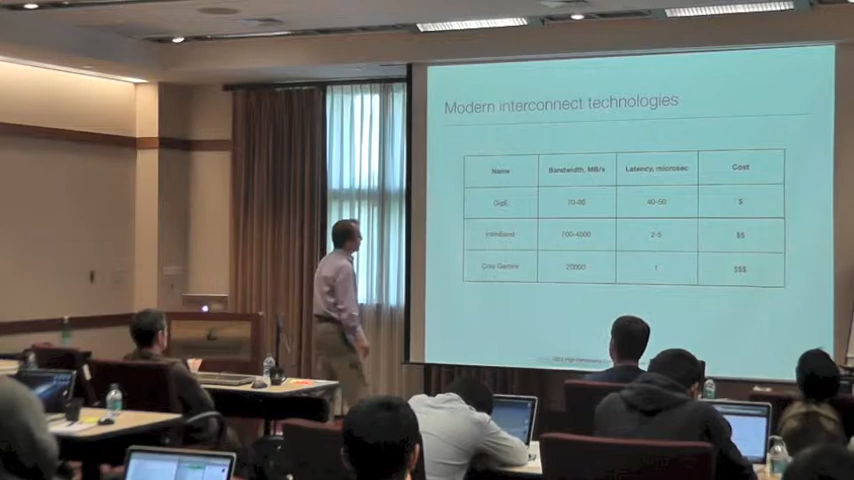 Modern interconnect technologies
Name Bandwidth, MB/s Latency, microsec Cost
GigE 70-90 40-50 $
InfiniBand 700-4000 2-5 $$
Cray Gemini 20000 1 $$$